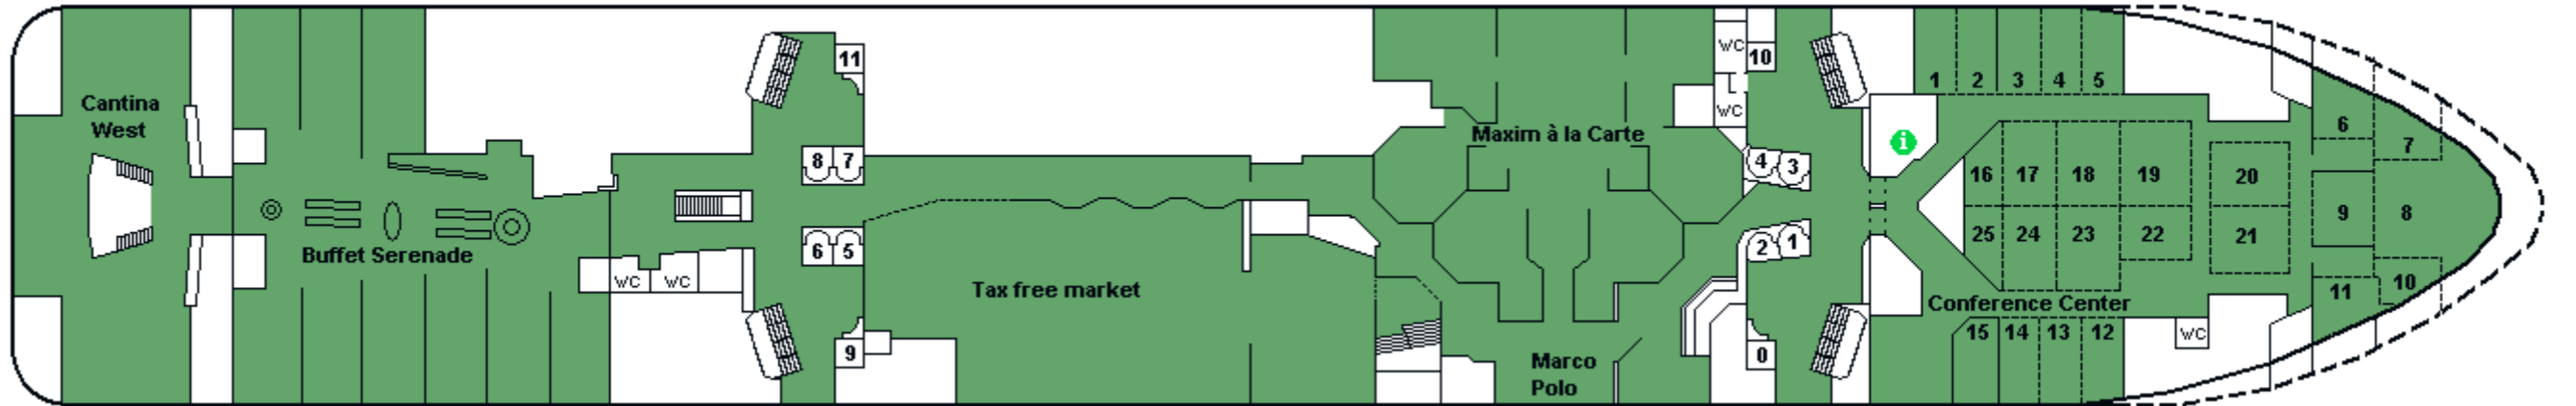 Cantina
West
Buffet Serenade
WC
WC
11
8
7
6
5
9
Tax free market
Maxim à la Carte
Marco
Polo
WC
WC
10
4
3
2
1
0
i
Conference Center
1
2
3
4
5
16
17
18
19
20
25
24
23
22
21
15
14
13
12
WC
6
7
9
8
11
10